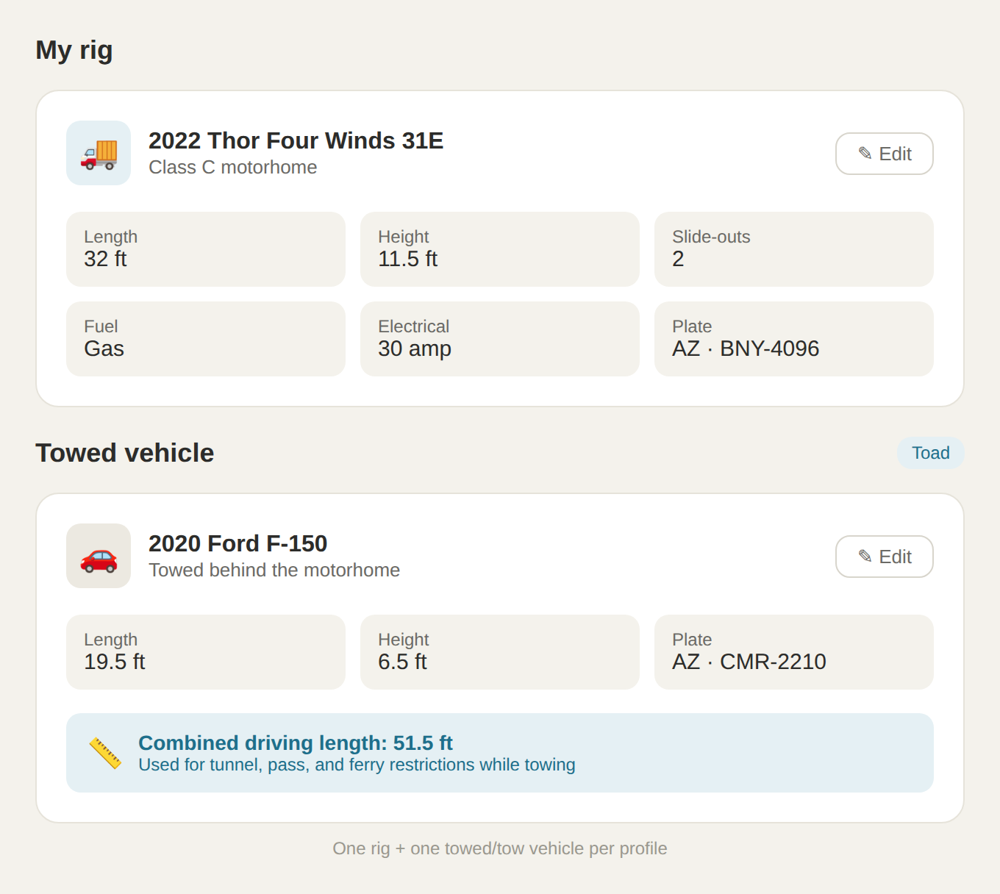 My rig
2022 Thor Four Winds 31E
Class C motorhome
✎ Edit
Length
32 ft
Height
11.5 ft
Slide-outs
2
Fuel
Gas
Electrical
30 amp
Plate
AZ · BNY-4096
Towed vehicle
Toad
2020 Ford F-150
Towed behind the motorhome
✎ Edit
Length
19.5 ft
Height
6.5 ft
Plate
AZ · CMR-2210
Combined driving length: 51.5 ft
Used for tunnel, pass, and ferry restrictions while towing
One rig + one towed/tow vehicle per profile